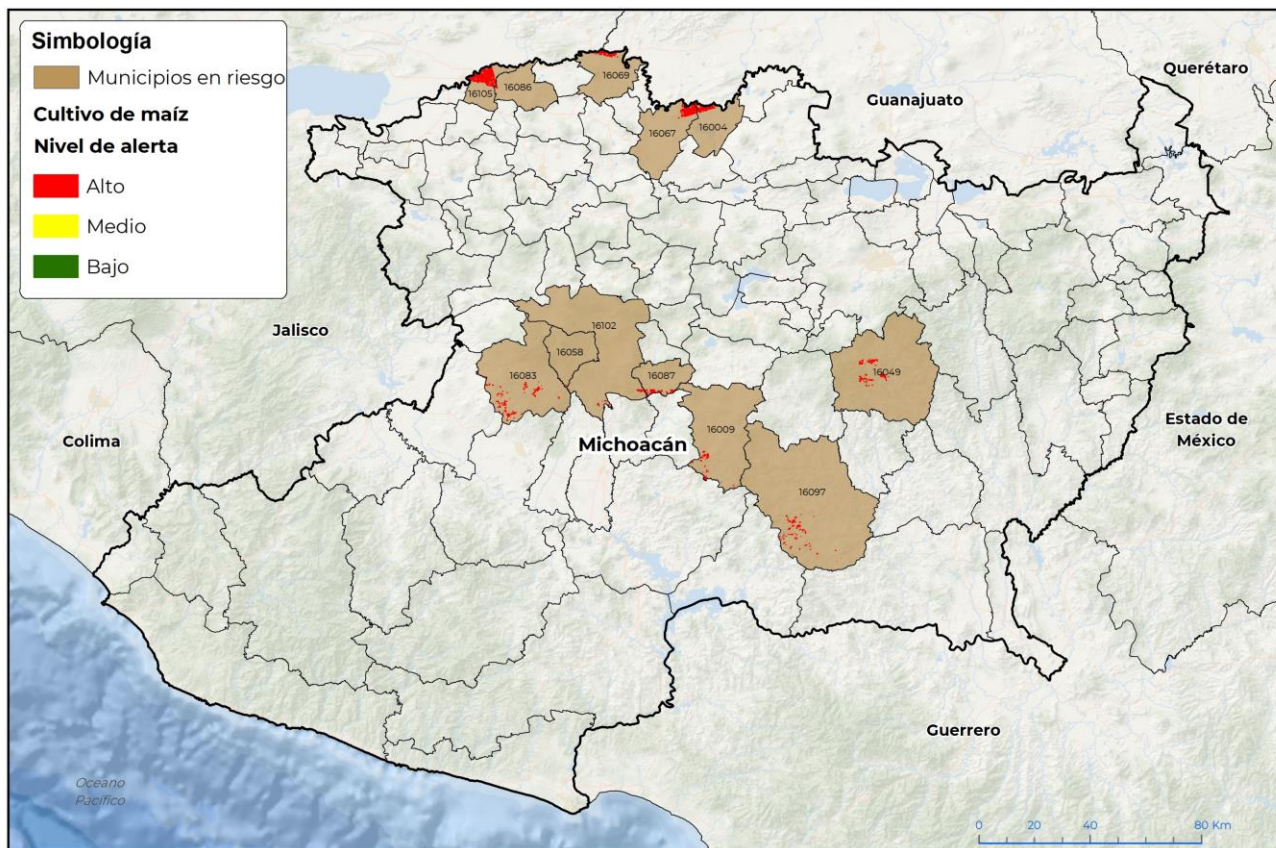 Simbología
Municipios en riesgo
Cultivo de maíz
Nivel de alerta
Alto
Medio
Bajo
Querétaro
Guanajuato
16069
16105
16086
16067
16004
Jalisco
16102
16058
16083
16087
16049
16009
Michoacán
16097
Colima
Estado de
México
Guerrero
Oceano
Pacífico
0 20 40 80 Km